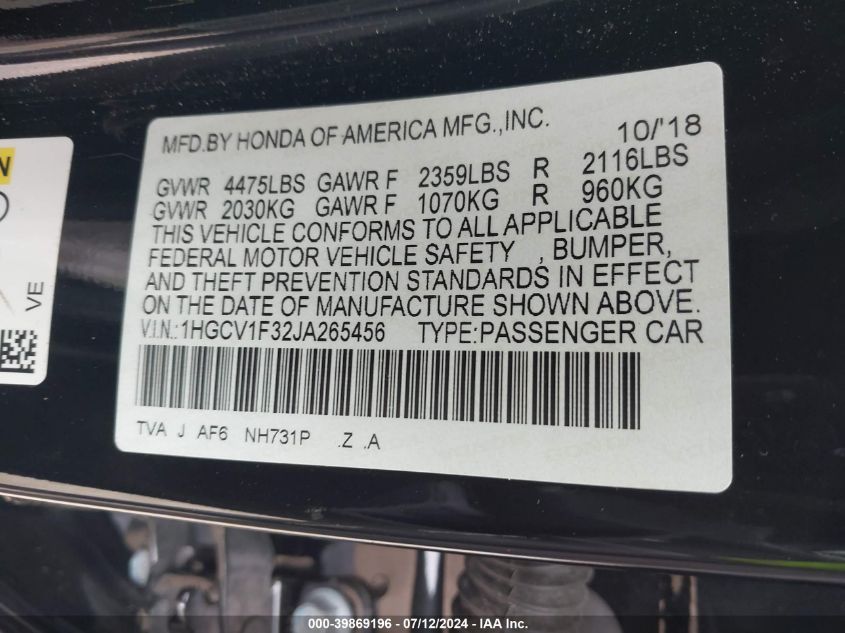 MFD.BY HONDA OF AMERICA MFG.,INC. 10/'18
GVWR 4475LBS GAWR F 2359LBS R 2116LBS
GVWR 2030KG GAWR F 1070KG R 960KG
THIS VEHICLE CONFORMS TO ALL APPLICABLE
FEDERAL MOTOR VEHICLE SAFETY , BUMPER,
AND THEFT PREVENTION STANDARDS IN EFFECT
ON THE DATE OF MANUFACTURE SHOWN ABOVE.
V.I.N.:1HGCV1F32JA265456 TYPE:PASSENGER CAR
TVA J AF6 NH731P .Z .A
VE
000-39869196 - 07/12/2024 - IAA Inc.